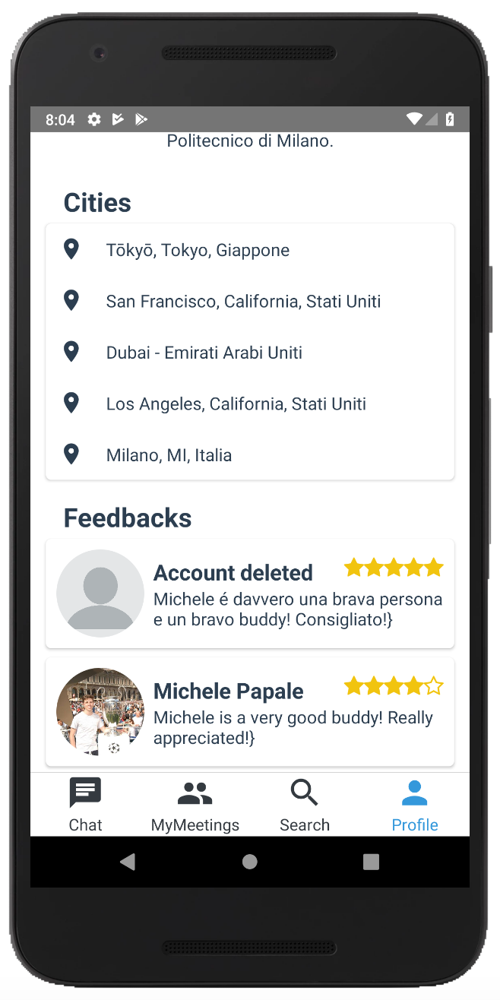 8:04
Politecnico di Milano.
Cities
Tōkyō, Tokyo, Giappone
San Francisco, California, Stati Uniti
Dubai - Emirati Arabi Uniti
Los Angeles, California, Stati Uniti
Milano, MI, Italia
Feedbacks
Account deleted
Michele é davvero una brava persona
e un bravo buddy! Consigliato!}
Michele Papale
Michele is a very good buddy! Really
appreciated!}
Chat
MyMeetings
Search
Profile